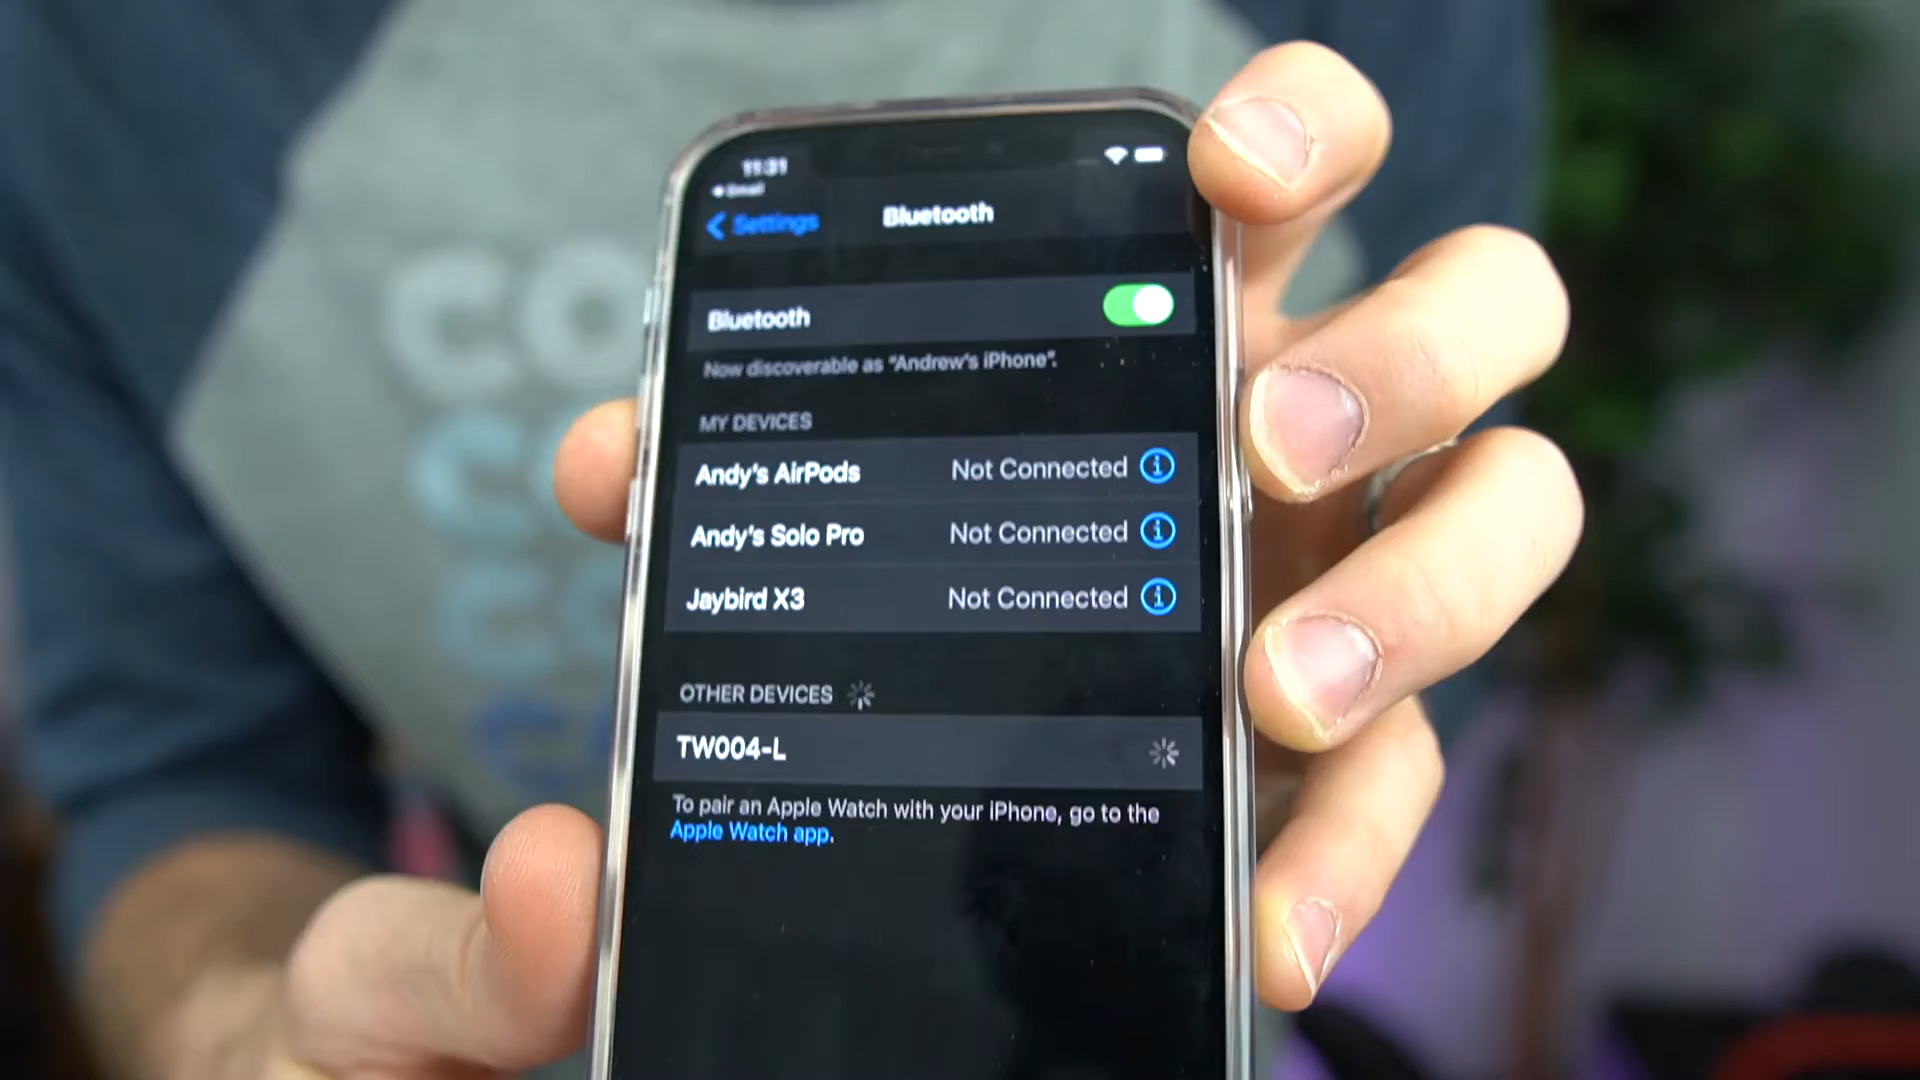 11:31
Gmail
Settings
Bluetooth
Bluetooth
Now discoverable as “Andrew’s iPhone”.
MY DEVICES
Andy’s AirPods Not Connected
Andy’s Solo Pro Not Connected
Jaybird X3 Not Connected
OTHER DEVICES
TW004-L
To pair an Apple Watch with your iPhone, go to the
Apple Watch app.